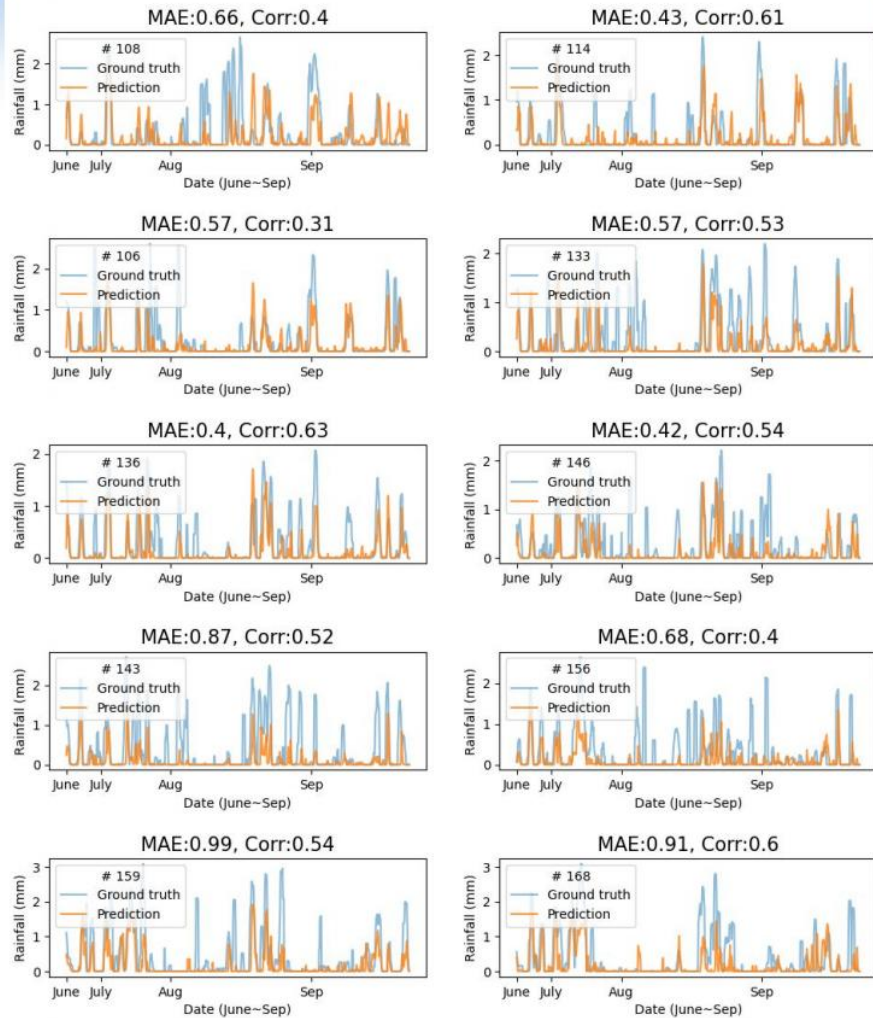 MAE:0.66, Corr:0.4
Rainfall (mm)
2
1
0
# 108
Ground truth
Prediction
June July Aug Sep
Date (June~Sep)
MAE:0.43, Corr:0.61
Rainfall (mm)
2
1
0
# 114
Ground truth
Prediction
June July Aug Sep
Date (June~Sep)
MAE:0.57, Corr:0.31
Rainfall (mm)
2
1
0
# 106
Ground truth
Prediction
June July Aug Sep
Date (June~Sep)
MAE:0.57, Corr:0.53
Rainfall (mm)
2
1
0
# 133
Ground truth
Prediction
June July Aug Sep
Date (June~Sep)
MAE:0.4, Corr:0.63
Rainfall (mm)
2
1
0
# 136
Ground truth
Prediction
June July Aug Sep
Date (June~Sep)
MAE:0.42, Corr:0.54
Rainfall (mm)
2
1
0
# 146
Ground truth
Prediction
June July Aug Sep
Date (June~Sep)
MAE:0.87, Corr:0.52
Rainfall (mm)
2
1
0
# 143
Ground truth
Prediction
June July Aug Sep
Date (June~Sep)
MAE:0.68, Corr:0.4
Rainfall (mm)
2
1
0
# 156
Ground truth
Prediction
June July Aug Sep
Date (June~Sep)
MAE:0.99, Corr:0.54
Rainfall (mm)
3
2
1
0
# 159
Ground truth
Prediction
June July Aug Sep
Date (June~Sep)
MAE:0.91, Corr:0.6
Rainfall (mm)
3
2
1
0
# 168
Ground truth
Prediction
June July Aug Sep
Date (June~Sep)